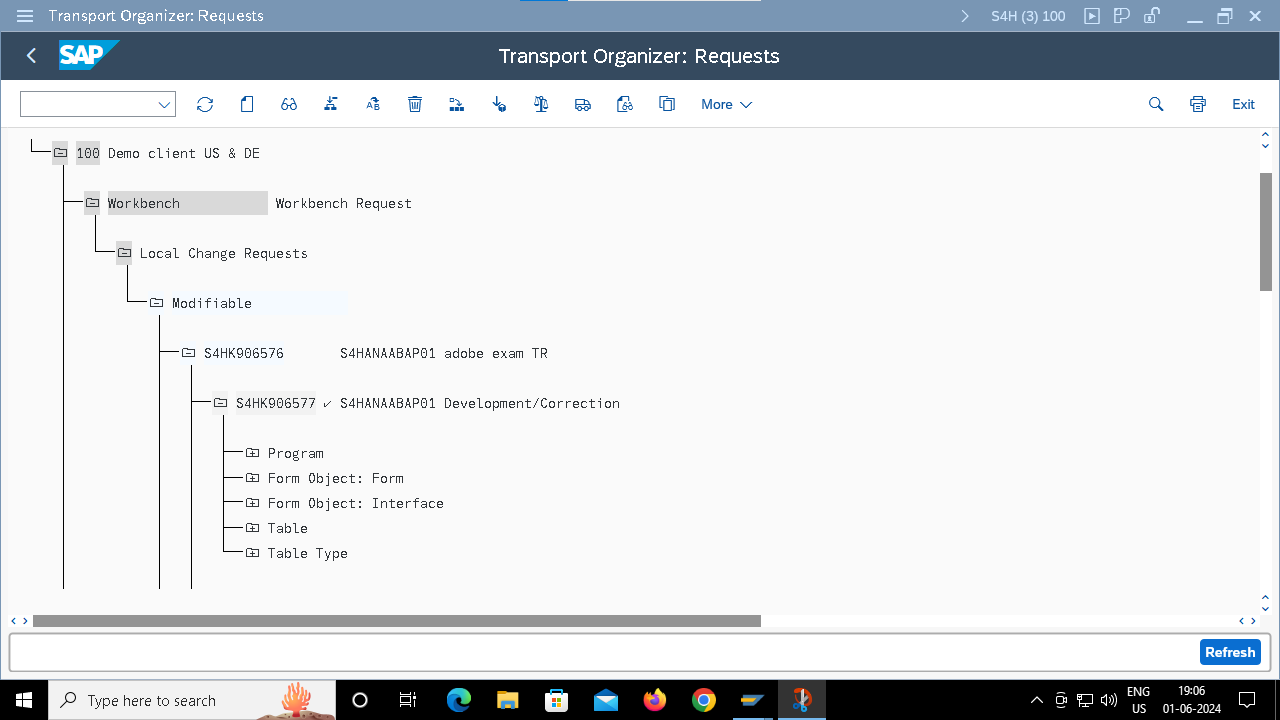 Transport Organizer: Requests
S4H (3) 100
SAP
Transport Organizer: Requests
More
Exit
100 Demo client US & DE
Workbench Workbench Request
Local Change Requests
Modifiable
S4HK906576 S4HANAABAP01 adobe exam TR
S4HK906577 ✓ S4HANAABAP01 Development/Correction
Program
Form Object: Form
Form Object: Interface
Table
Table Type
Refresh
Type here to search
ENG
US
19:06
01-06-2024